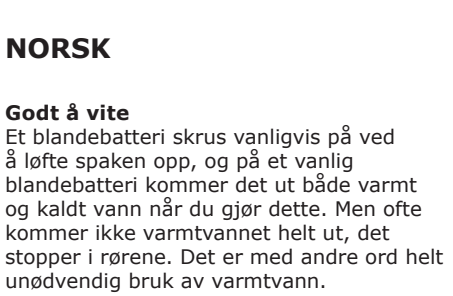 NORSK
Godt å vite
Et blandebatteri skrus vanligvis på ved
å løfte spaken opp, og på et vanlig
blandebatteri kommer det ut både varmt
og kaldt vann når du gjør dette. Men ofte
kommer ikke varmtvannet helt ut, det
stopper i rørene. Det er med andre ord helt
unødvendig bruk av varmtvann.